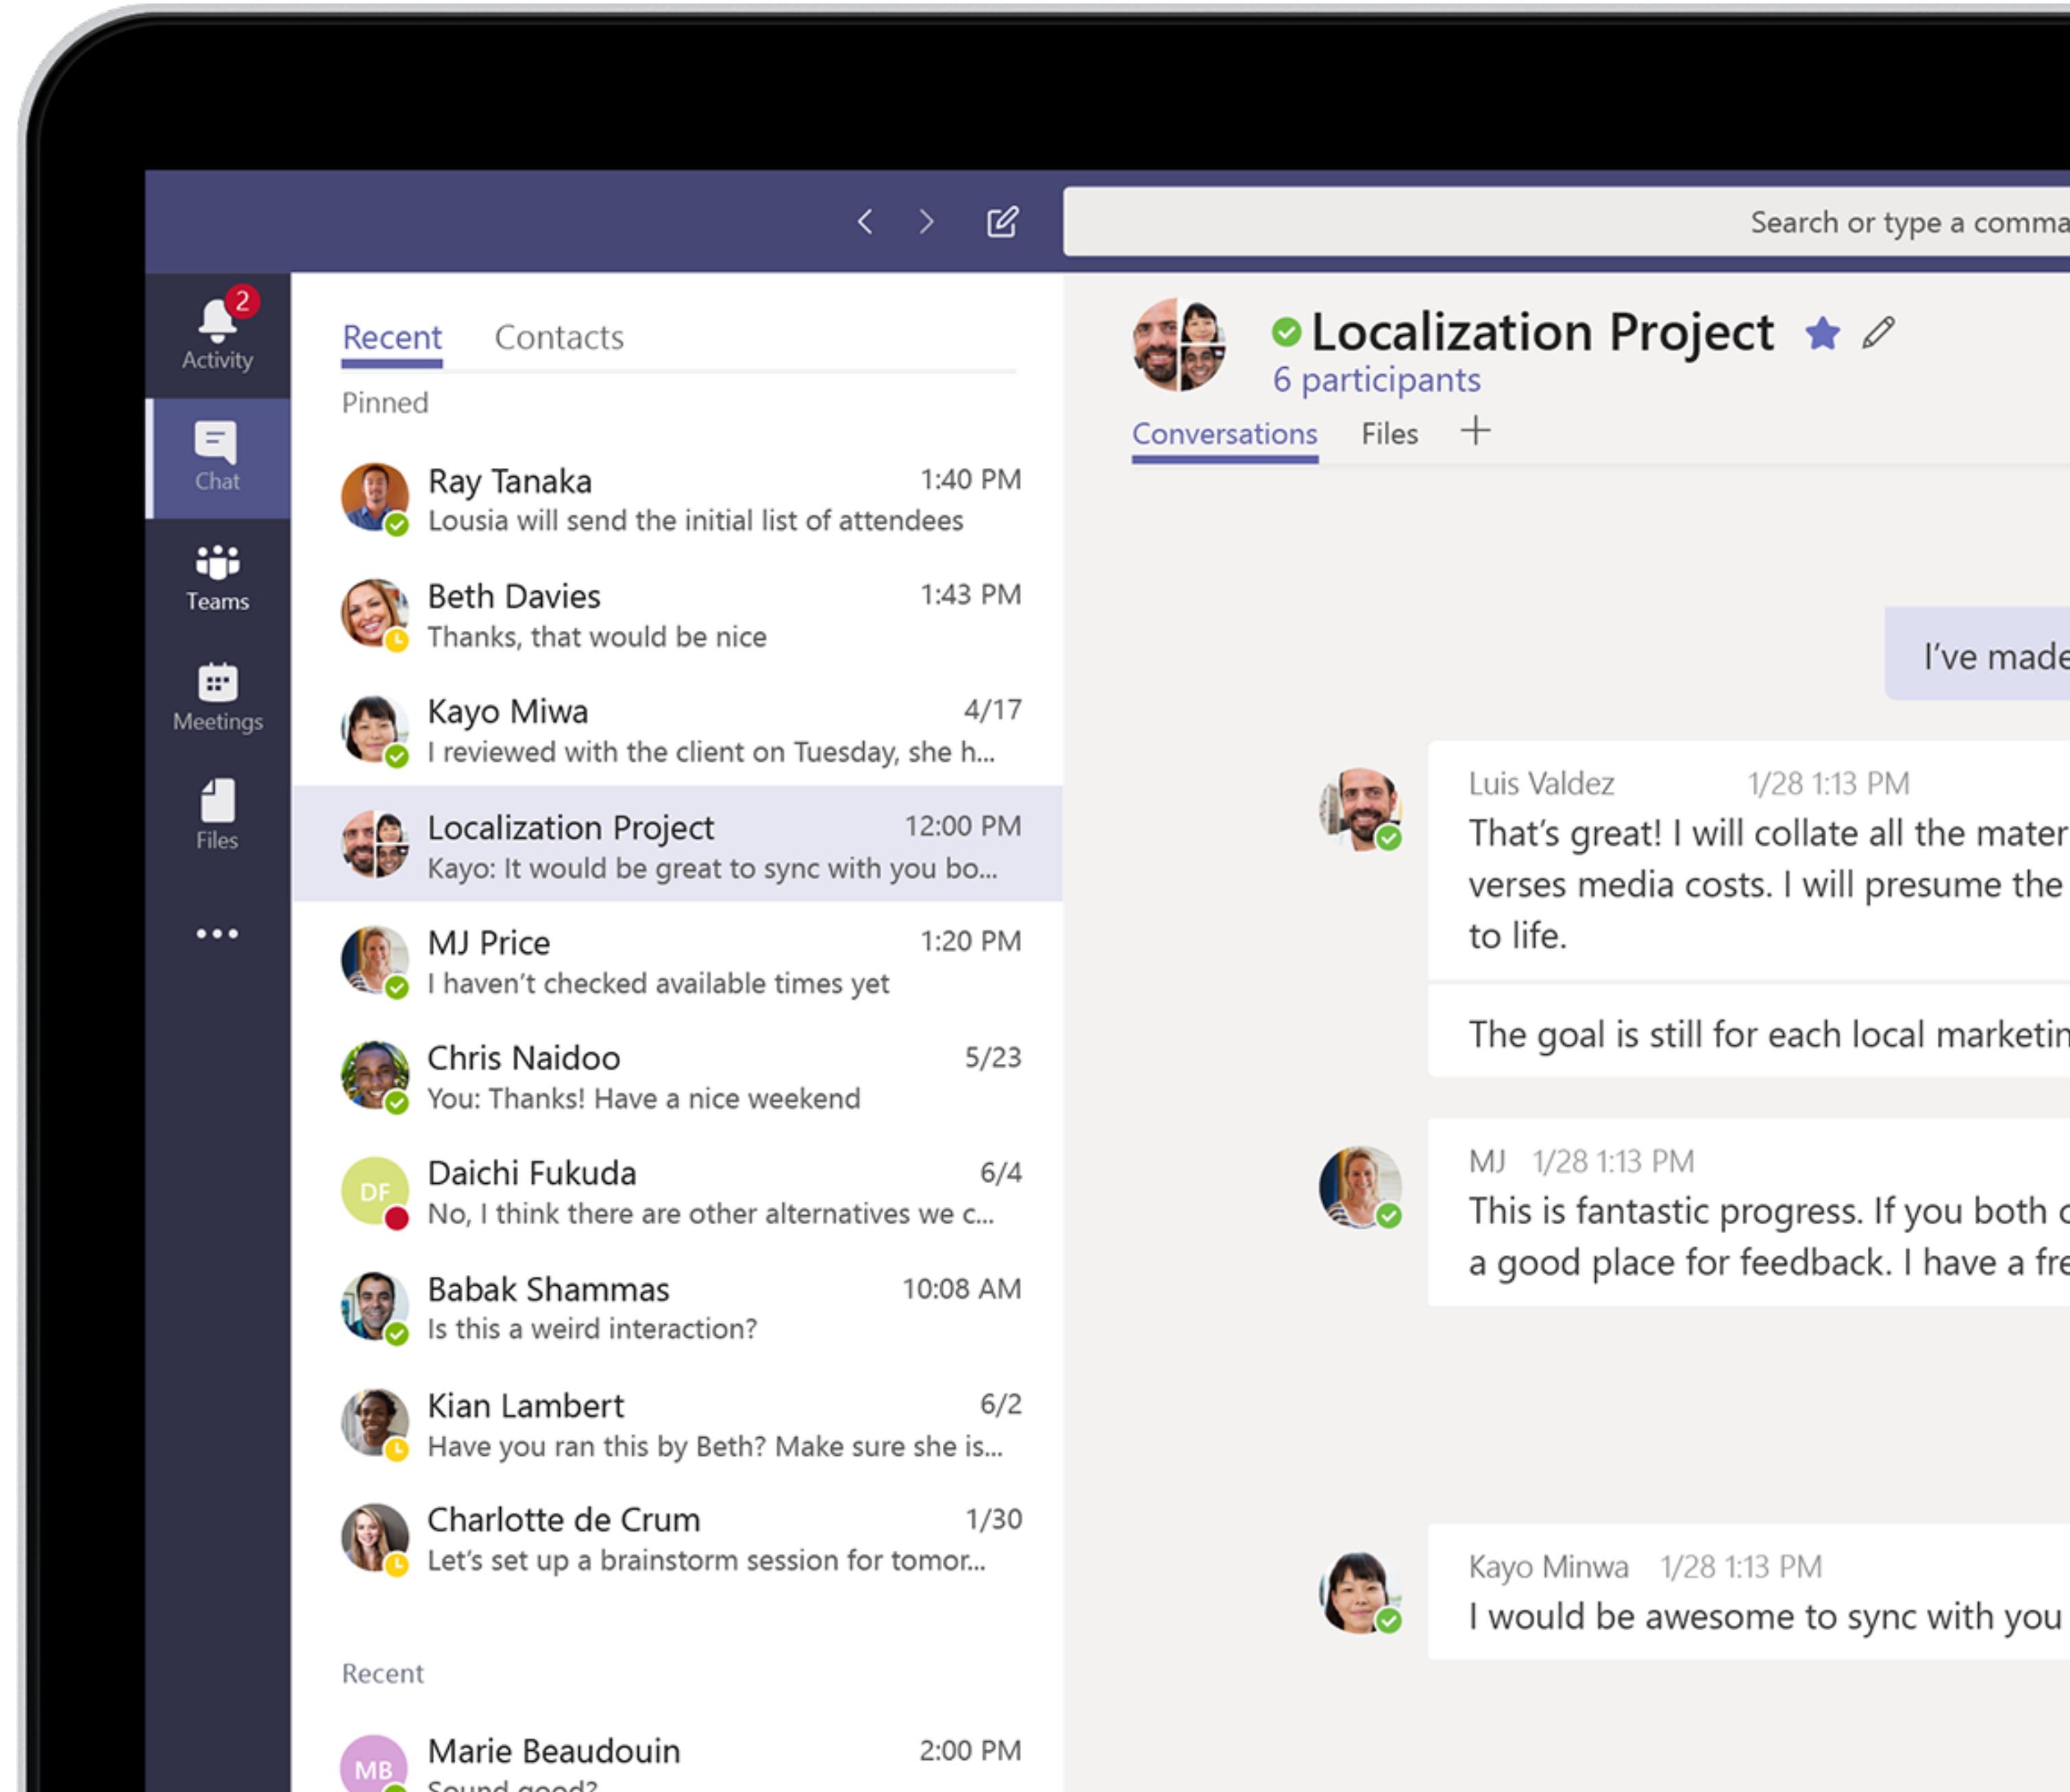 Search or type a comma
2
Activity
Chat
Teams
Meetings
Files
Recent Contacts
Pinned
Ray Tanaka 1:40 PM
Lousia will send the initial list of attendees
Beth Davies 1:43 PM
Thanks, that would be nice
Kayo Miwa 4/17
I reviewed with the client on Tuesday, she h...
Localization Project 12:00 PM
Kayo: It would be great to sync with you bo...
MJ Price 1:20 PM
I haven’t checked available times yet
Chris Naidoo 5/23
You: Thanks! Have a nice weekend
DF
Daichi Fukuda 6/4
No, I think there are other alternatives we c...
Babak Shammas 10:08 AM
Is this a weird interaction?
Kian Lambert 6/2
Have you ran this by Beth? Make sure she is...
Charlotte de Crum 1/30
Let’s set up a brainstorm session for tomor...
Recent
MB
Marie Beaudouin 2:00 PM
Sound good?
Localization Project
6 participants
Conversations Files
I’ve made
Luis Valdez 1/28 1:13 PM
That’s great! I will collate all the mater
verses media costs. I will presume the
to life.
The goal is still for each local marketin
MJ 1/28 1:13 PM
This is fantastic progress. If you both
a good place for feedback. I have a fre
Kayo Minwa 1/28 1:13 PM
I would be awesome to sync with you